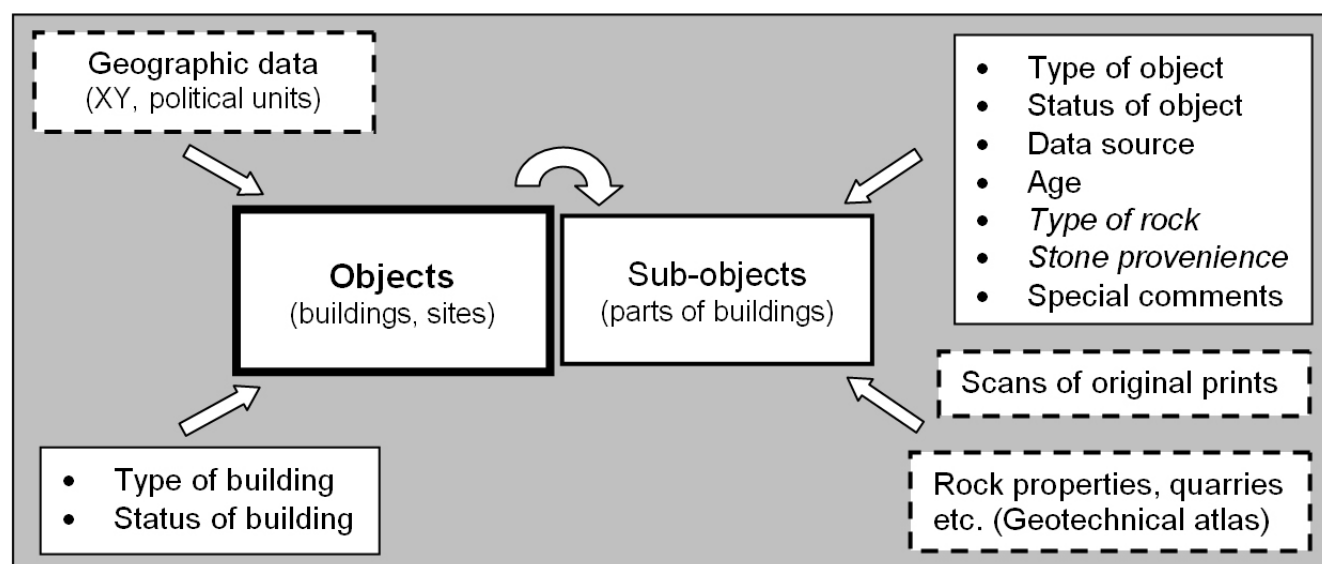 Geographic data
(XY, political units)
Objects
(buildings, sites)
Sub-objects
(parts of buildings)
• Type of building
• Status of building
• Type of object
• Status of object
• Data source
• Age
• Type of rock
• Stone provenience
• Special comments
Scans of original prints
Rock properties, quarries
etc. (Geotechnical atlas)